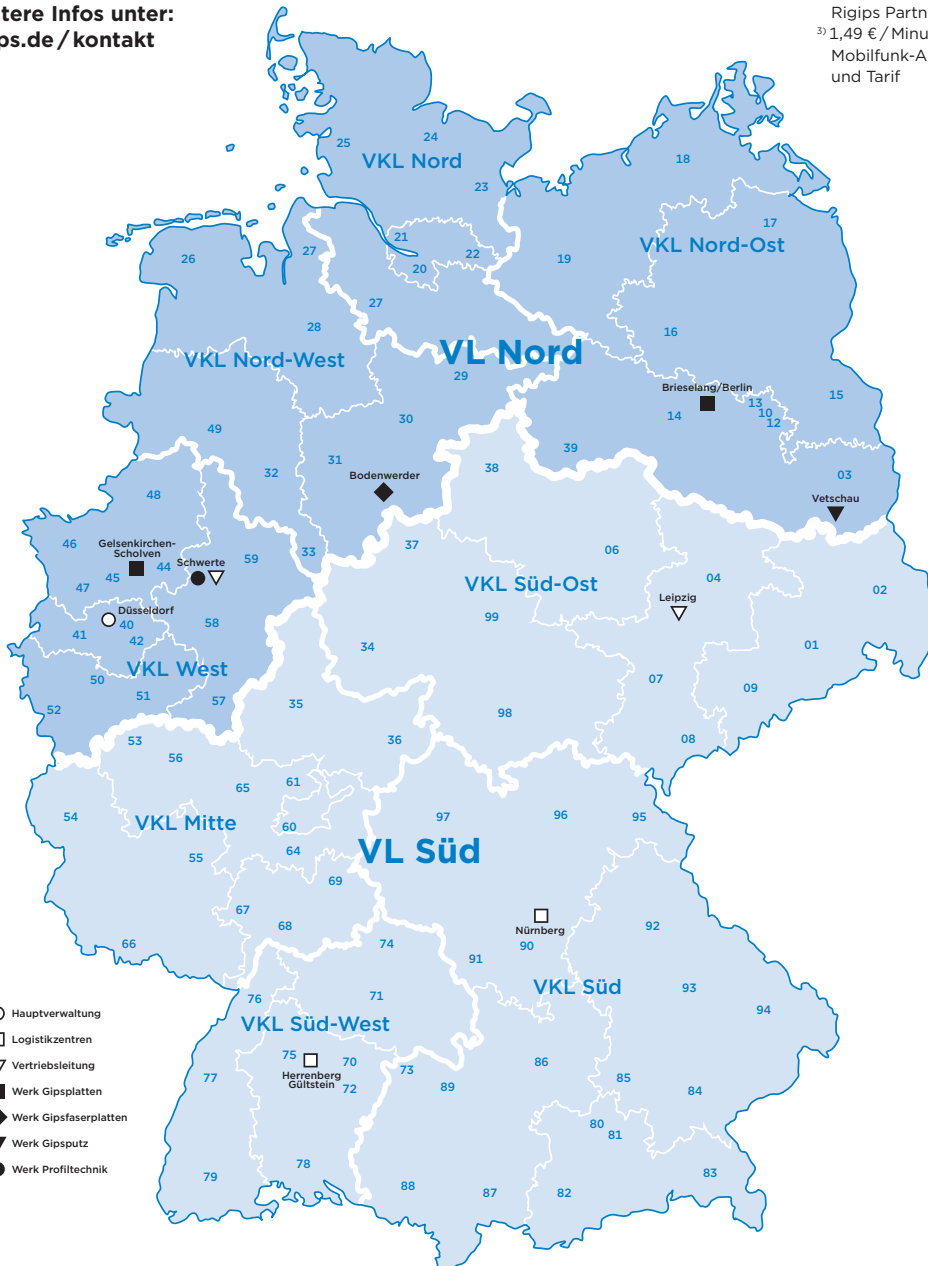 tere Infos unter:
ps.de / kontakt
Rigips Partn
3) 1,49 € / Minu
Mobilfunk-A
und Tarif
24
25
VKL Nord
18
23
17
21
VKL Nord-Ost
27
22
26
19
20
27
28
16
VL Nord
VKL Nord-West
29
Brieselang/Berlin
15
13
14
10
12
30
49
39
31
38
32
Bodenwerder
03
48
Vetschau
46
Gelsenkirchen-
Scholven
37
33
06
59
Schwerte
44
45
04
VKL Süd-Ost
47
02
Leipzig
Düsseldorf
99
40
58
41
42
34
01
VKL West
50
07
09
51
57
35
52
98
53
36
08
56
61
65
54
97
96
95
VKL Mitte
60
VL Süd
64
55
69
67
Nürnberg
68
92
66
74
90
91
VKL Süd
93
76
71
94
Hauptverwaltung
VKL Süd-West
Logistikzentren
75
70
86
Vertriebsleitung
73
Herrenberg
Gültstein
77
72
89
85
Werk Gipsplatten
84
Werk Gipsfaserplatten
80
81
Werk Gipsputz
78
Werk Profiltechnik
79
83
88
87
82